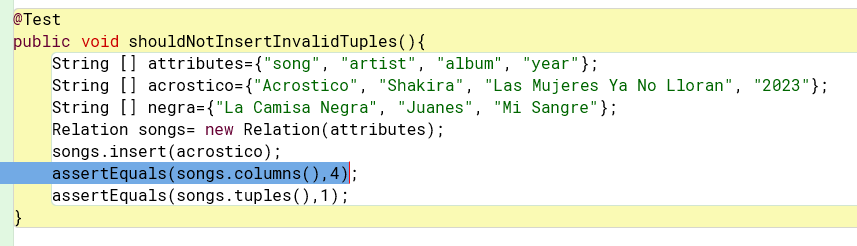 @Test
public void shouldNotInsertInvalidTuples(){
String [] attributes={"song", "artist", "album", "year"};
String [] acrostico={"Acrostico", "Shakira", "Las Mujeres Ya No Lloran", "2023"};
String [] negra={"La Camisa Negra", "Juanes", "Mi Sangre"};
Relation songs= new Relation(attributes);
songs.insert(acrostico);
assertEquals(songs.columns(),4);
assertEquals(songs.tuples(),1);
}